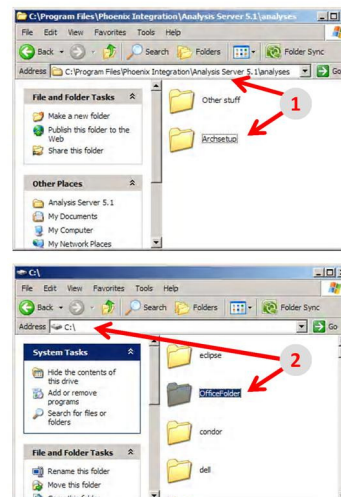 C:\Program Files\Phoenix Integration\Analysis Server 5.1\analyses
File Edit View Favorites Tools Help
Back Search Folders Folder Sync
Address C:\Program Files\Phoenix Integration\Analysis Server 5.1\analyses Go
File and Folder Tasks
Make a new folder
Publish this folder to the Web
Share this folder
Other Places
Analysis Server 5.1
My Documents
My Computer
My Network Places
Other stuff
Archsetup
1
C:\
File Edit View Favorites Tools Help
Back Search Folders Folder Sync
Address C:\ Go
System Tasks
Hide the contents of this drive
Add or remove programs
Search for files or folders
File and Folder Tasks
Rename this folder
Move this folder
eclipse
OfficeFolder
condor
dell
2